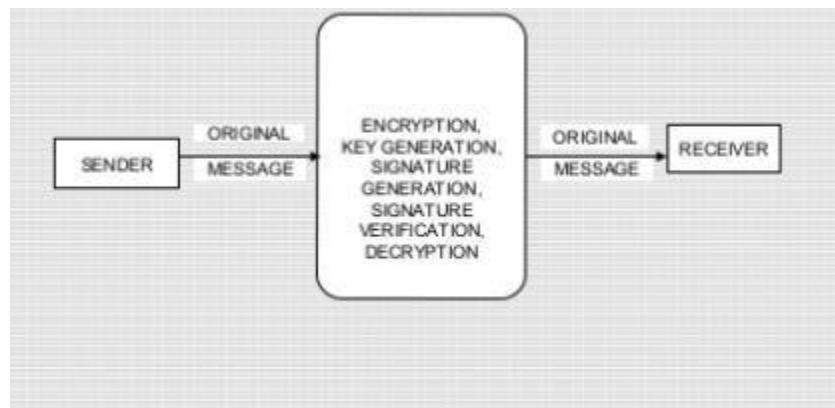 SENDER
ORIGINAL
MESSAGE
ENCRYPTION,
KEY GENERATION,
SIGNATURE
GENERATION,
SIGNATURE
VERIFICATION,
DECRYPTION
ORIGINAL
MESSAGE
RECEIVER